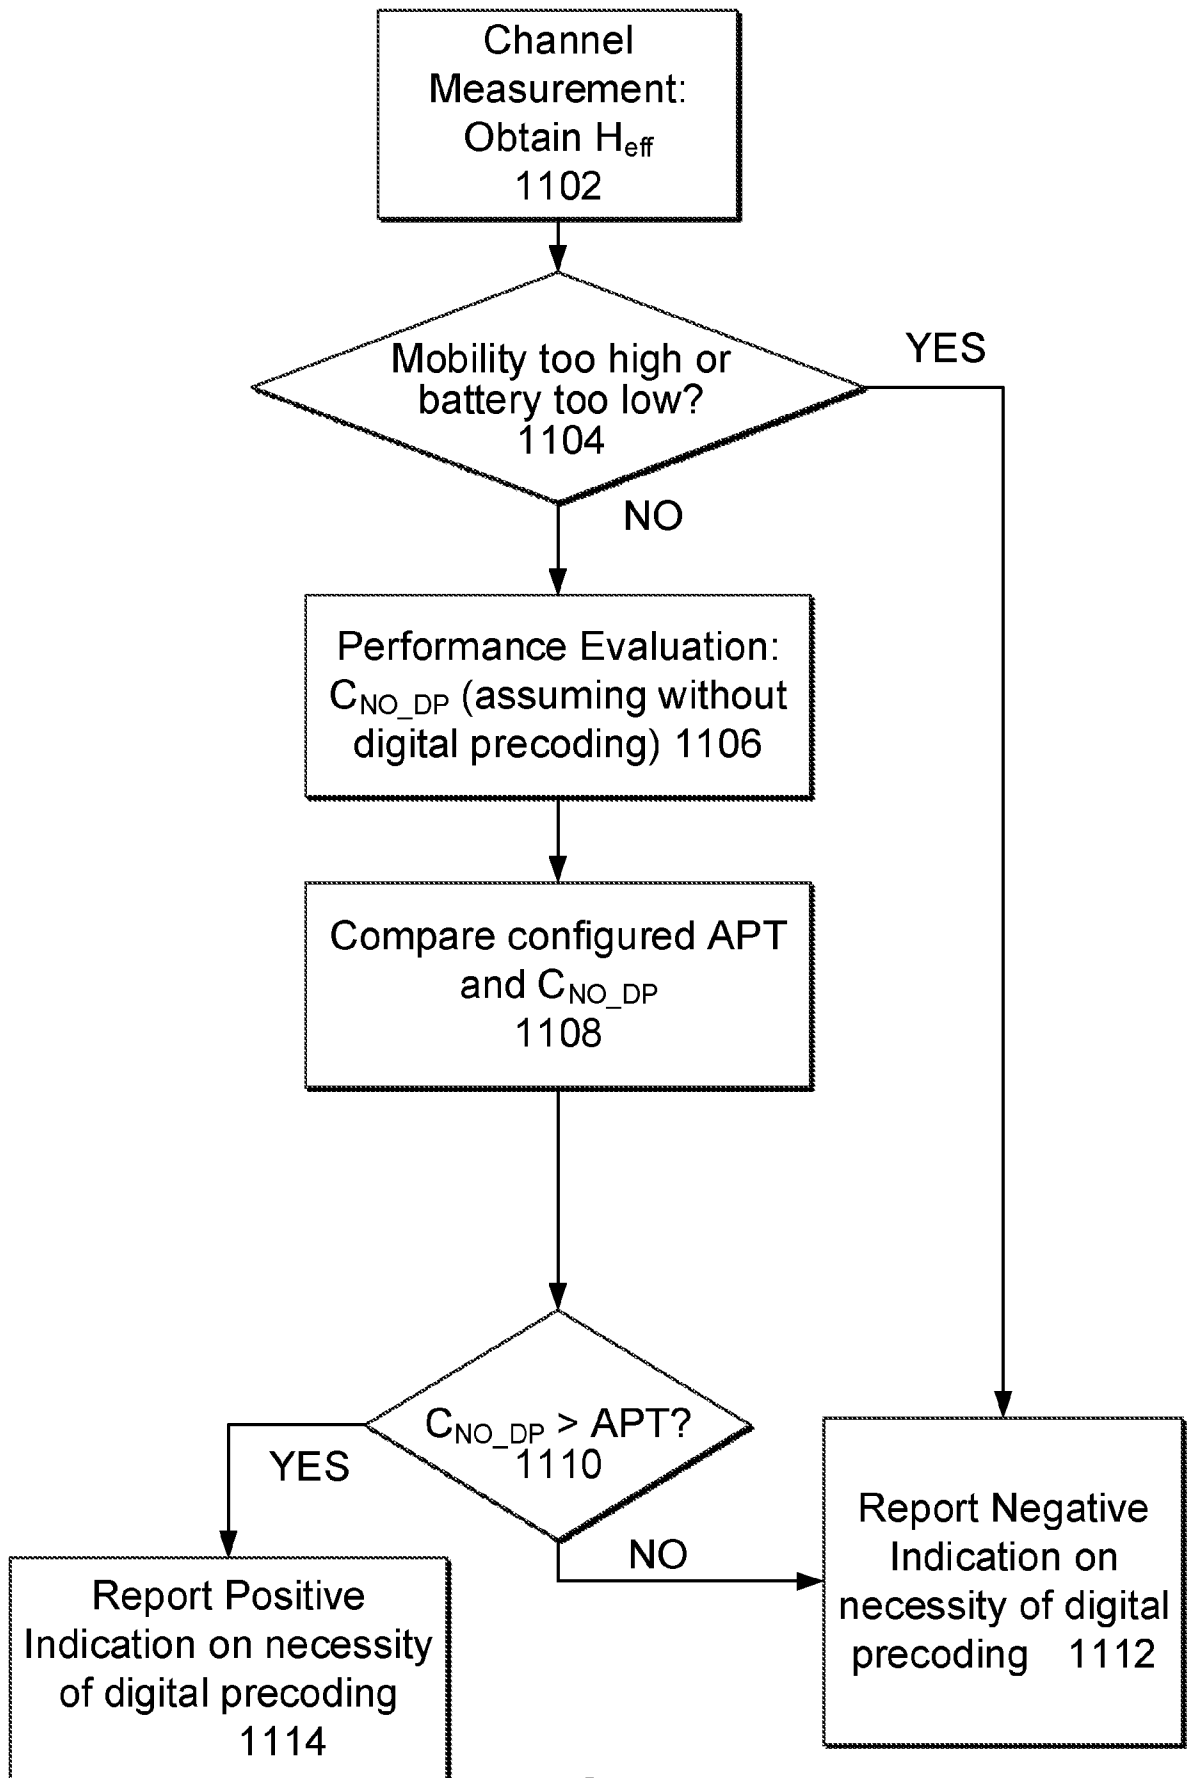 Channel
Measurement:
Obtain Heff
1102
Mobility too high or
battery too low?
1104
YES
NO
Performance Evaluation:
CNO_DP (assuming without
digital precoding) 1106
Compare configured APT
and CNO_DP
1108
CNO_DP > APT?
1110
YES
NO
Report Negative
Indication on
necessity of digital
precoding 1112
Report Positive
Indication on necessity
of digital precoding
1114